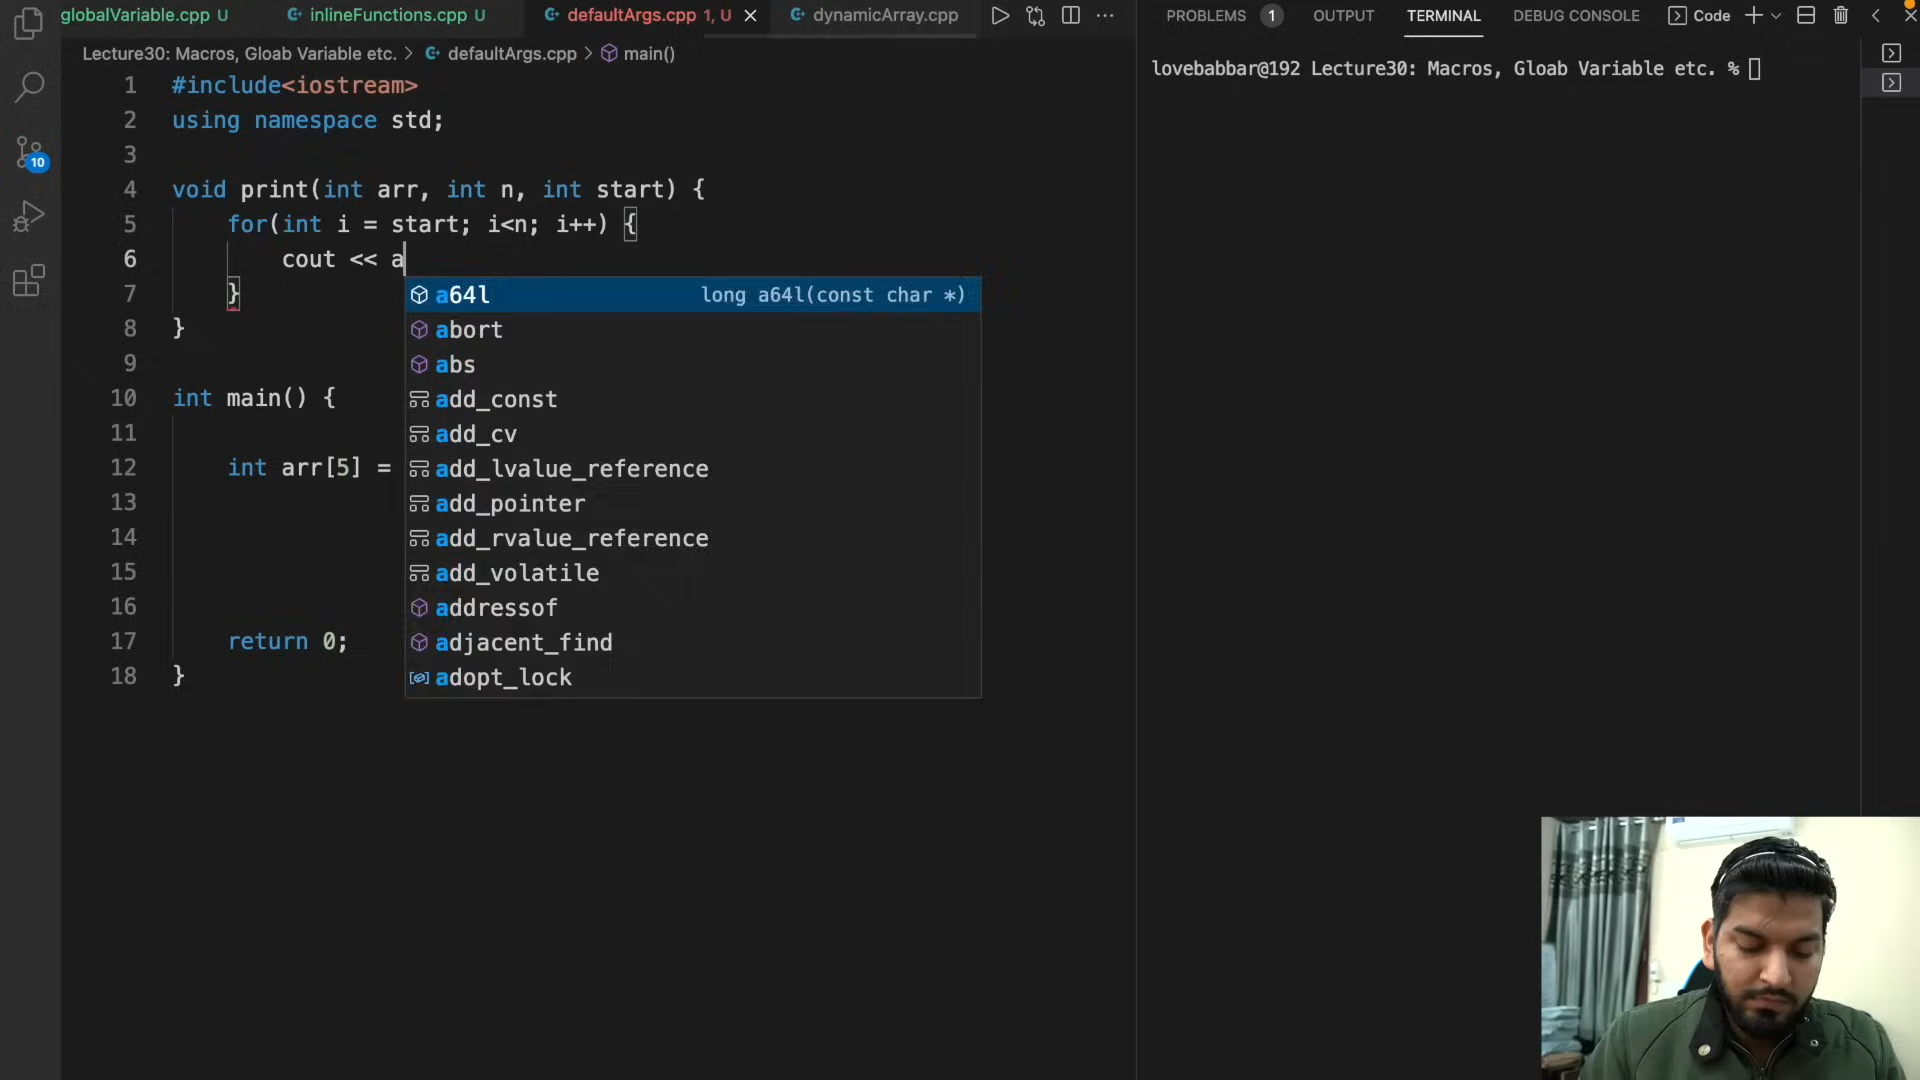 globalVariable.cpp U inlineFunctions.cpp U defaultArgs.cpp 1, U dynamicArray.cpp
PROBLEMS 1 OUTPUT TERMINAL DEBUG CONSOLE Code
Lecture30: Macros, Gloab Variable etc. > defaultArgs.cpp > main()
lovebabbar@192 Lecture30: Macros, Gloab Variable etc. %
10
1 #include<iostream>
2 using namespace std;
3
4 void print(int arr, int n, int start) {
5 for(int i = start; i<n; i++) {
6 cout << a
7 }
8 }
9
10 int main() {
11
12 int arr[5] =
13
14
15
16
17 return 0;
18 }
a64l long a64l(const char *)
abort
abs
add_const
add_cv
add_lvalue_reference
add_pointer
add_rvalue_reference
add_volatile
addressof
adjacent_find
adopt_lock